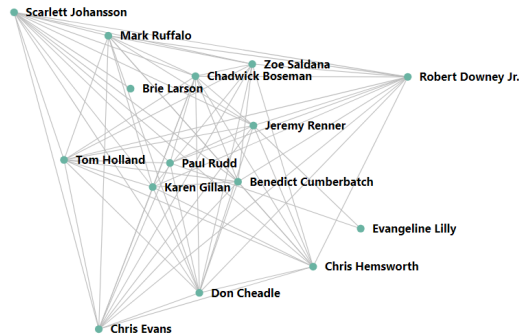 Scarlett Johansson
Mark Ruffalo
Zoe Saldana
Chadwick Boseman
Robert Downey Jr.
Brie Larson
Jeremy Renner
Tom Holland
Paul Rudd
Karen Gillan
Benedict Cumberbatch
Evangeline Lilly
Chris Hemsworth
Don Cheadle
Chris Evans